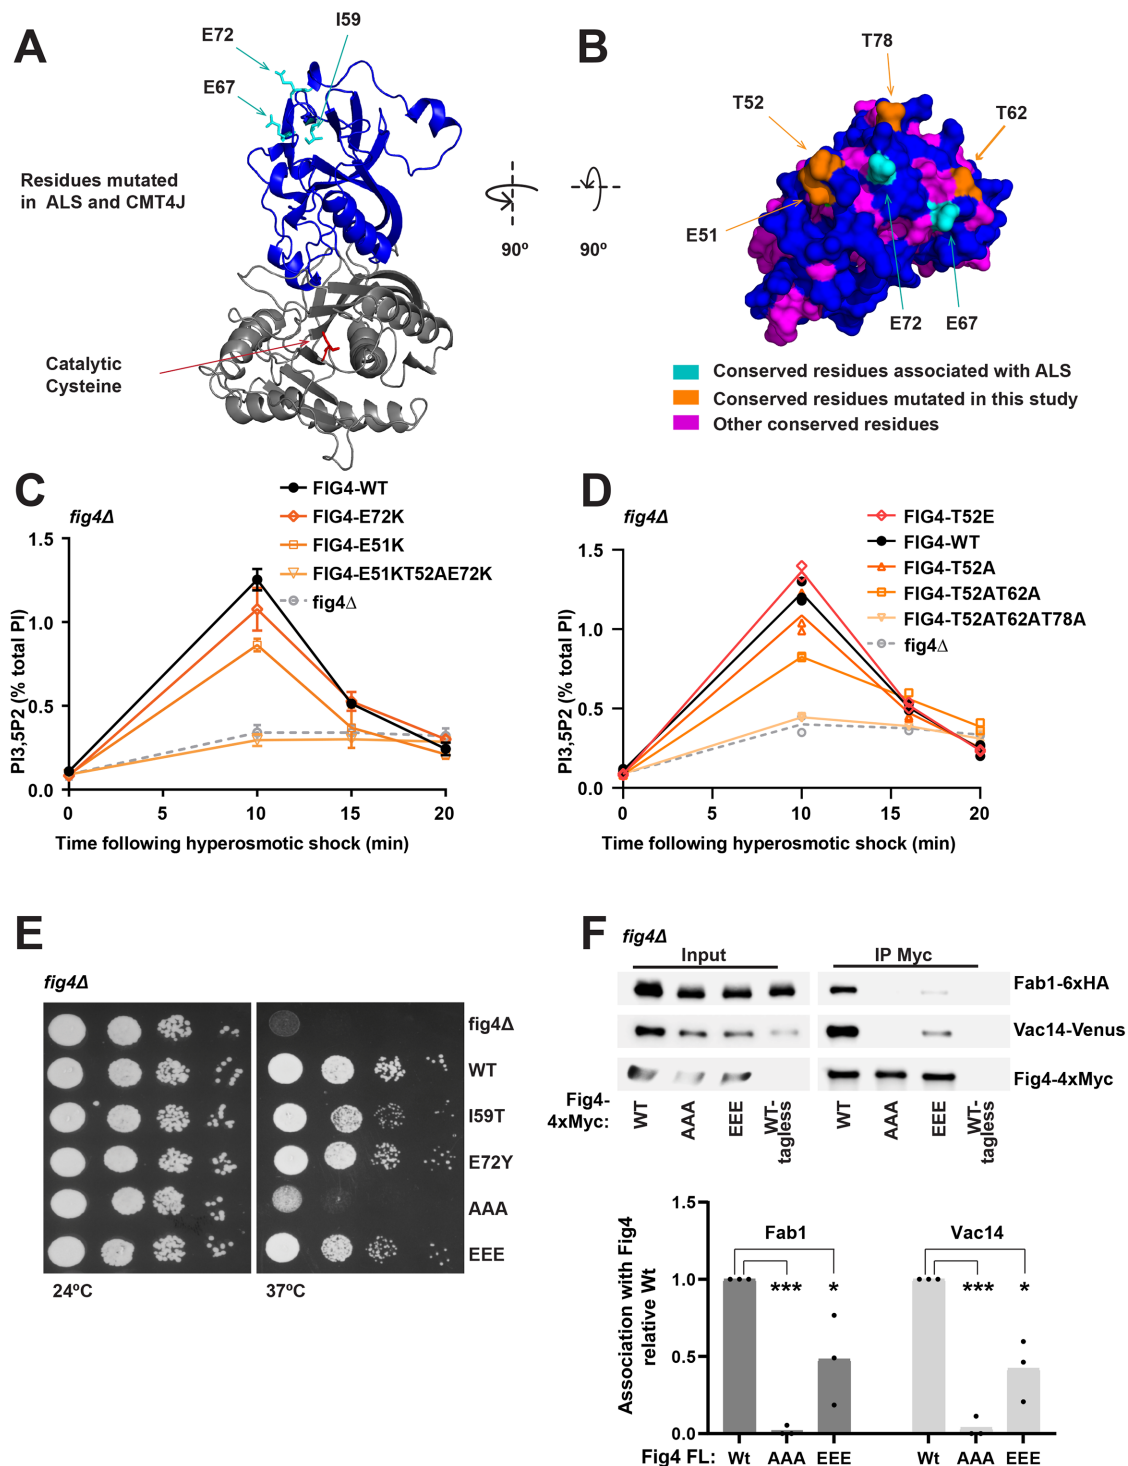 A
E72
I59
E67
Residues mutated
in ALS and CMT4J
Catalytic
Cysteine
90º
90º
B
T78
T52
T62
E51
E72
E67
Conserved residues associated with ALS
Conserved residues mutated in this study
Other conserved residues
C
fig4Δ
FIG4-WT
FIG4-E72K
FIG4-E51K
FIG4-E51KT52AE72K
fig4Δ
PI3,5P2 (% total PI)
1.5
1.0
0.5
0.0
0 5 10 15 20
Time following hyperosmotic shock (min)
D
fig4Δ
FIG4-T52E
FIG4-WT
FIG4-T52A
FIG4-T52AT62A
FIG4-T52AT62AT78A
fig4Δ
PI3,5P2 (% total PI)
1.5
1.0
0.5
0.0
0 5 10 15 20
Time following hyperosmotic shock (min)
E
fig4Δ
fig4Δ
WT
I59T
E72Y
AAA
EEE
24ºC 37ºC
F
fig4Δ
Input IP Myc
Fab1-6xHA
Vac14-Venus
Fig4-4xMyc
Fig4-
4xMyc:
WT AAA EEE WT-
tagless
WT AAA EEE WT-
tagless
Association with Fig4
relative Wt
1.5
1.0
0.5
0.0
Fab1 Vac14
*** * *** *
Fig4 FL: Wt AAA EEE Wt AAA EEE